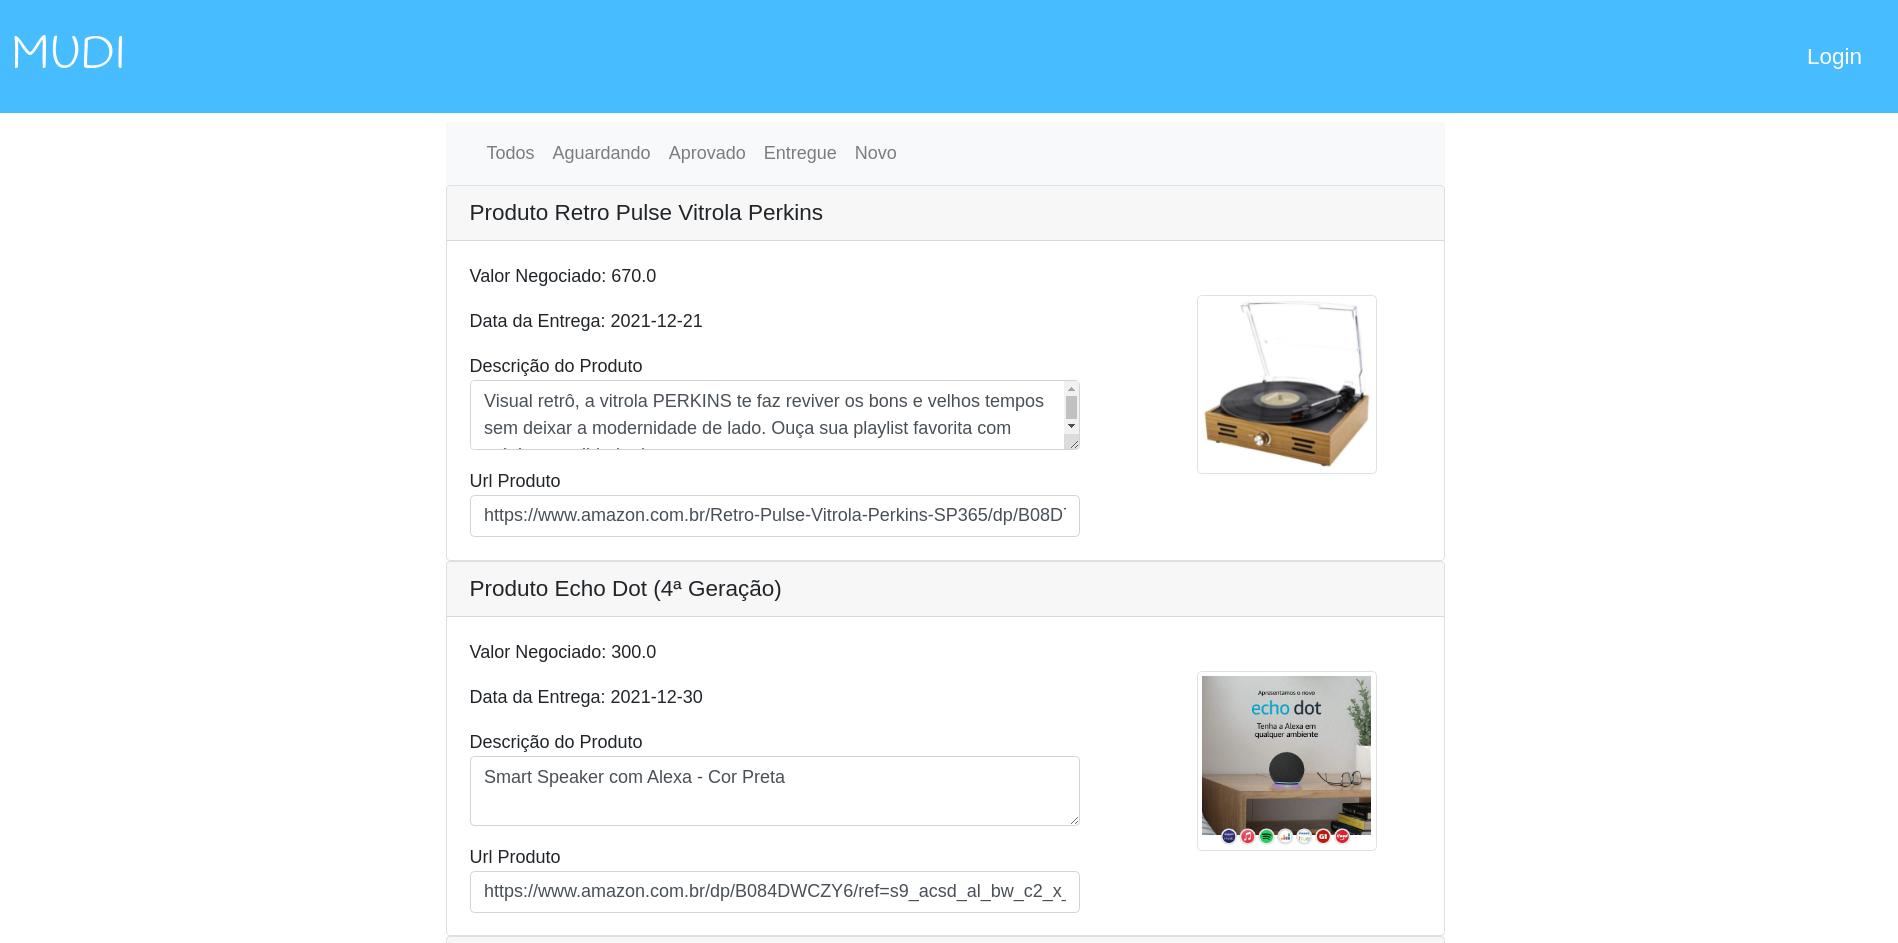 MUDI
Login
Todos Aguardando Aprovado Entregue Novo
Produto Retro Pulse Vitrola Perkins
Valor Negociado: 670.0
Data da Entrega: 2021-12-21
Descrição do Produto
Visual retrô, a vitrola PERKINS te faz reviver os bons e velhos tempos
sem deixar a modernidade de lado. Ouça sua playlist favorita com
Url Produto
https://www.amazon.com.br/Retro-Pulse-Vitrola-Perkins-SP365/dp/B08D
Produto Echo Dot (4ª Geração)
Valor Negociado: 300.0
Data da Entrega: 2021-12-30
Apresentamos o novo
echo dot
Tenha a Alexa em
qualquer ambiente
Descrição do Produto
Smart Speaker com Alexa - Cor Preta
Url Produto
https://www.amazon.com.br/dp/B084DWCZY6/ref=s9_acsd_al_bw_c2_x_